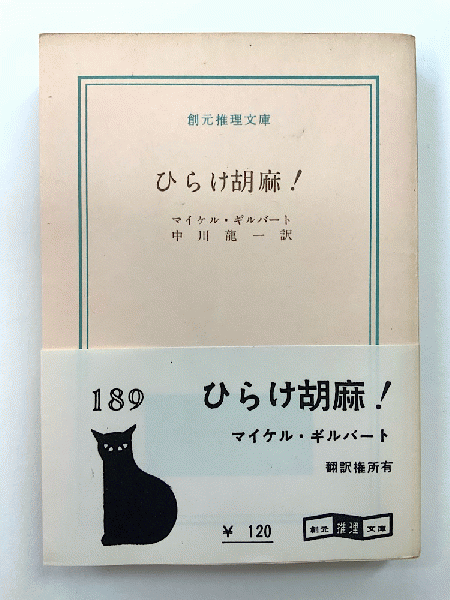 創元推理文庫
ひらけ胡麻！
マイケル・ギルバート
中川龍一訳
189
ひらけ胡麻！
マイケル・ギルバート
翻訳権所有
¥ 120
創元 推理 文庫